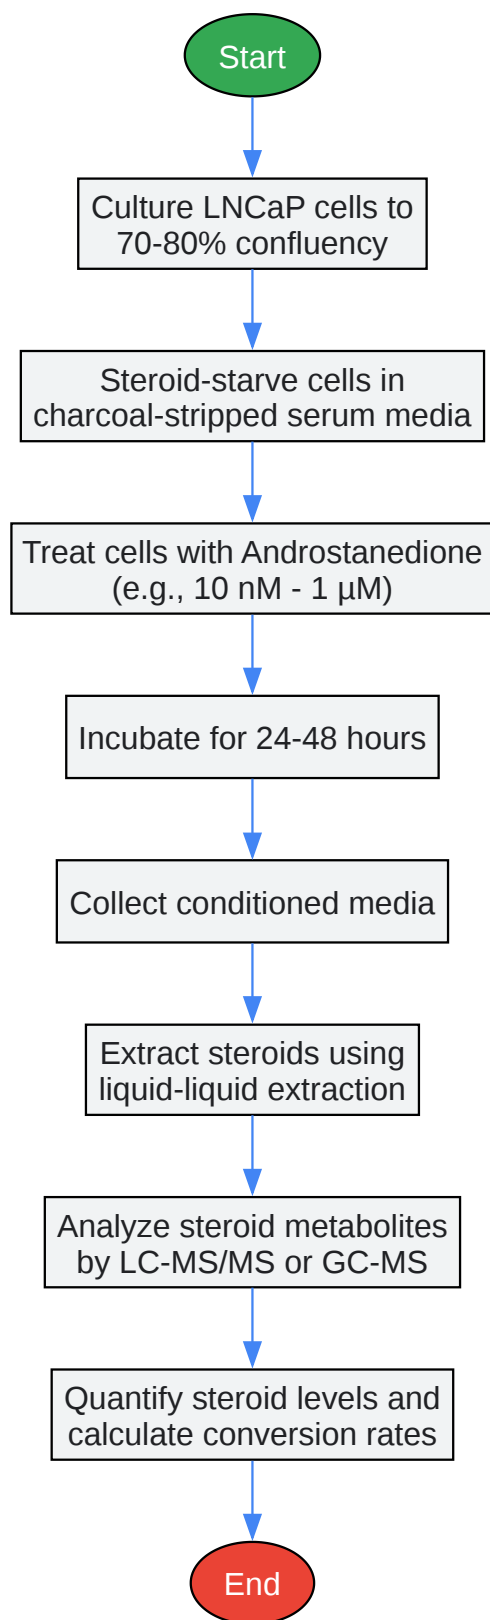 Start
Culture LNCaP cells to
70-80% confluency
Steroid-starve cells in
charcoal-stripped serum media
Treat cells with Androstanedione
(e.g., 10 nM - 1 µM)
Incubate for 24-48 hours
Collect conditioned media
Extract steroids using
liquid-liquid extraction
Analyze steroid metabolites
by LC-MS/MS or GC-MS
Quantify steroid levels and
calculate conversion rates
End